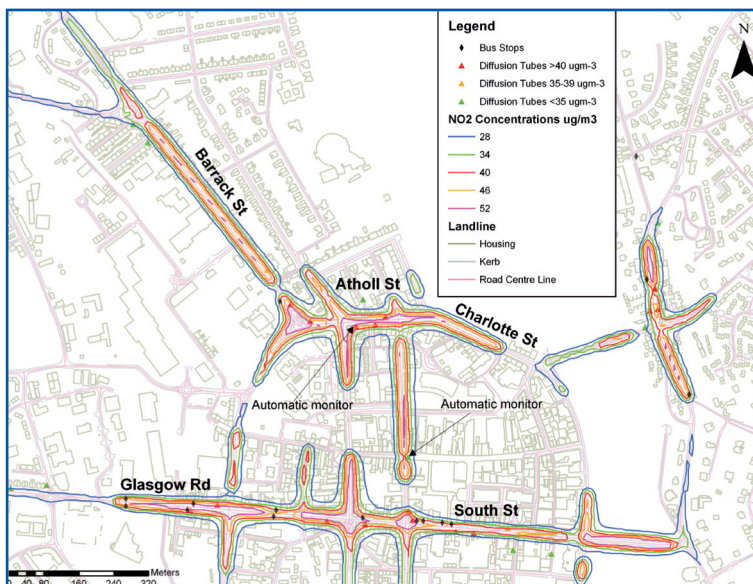 Legend
Bus Stops
Diffusion Tubes >40 ugm-3
Diffusion Tubes 35-39 ugm-3
Diffusion Tubes <35 ugm-3
NO2 Concentrations ug/m3
28
34
40
46
52
Landline
Housing
Kerb
Road Centre Line
N
Barrack St
Atholl St
Charlotte St
Automatic monitor
Automatic monitor
Glasgow Rd
South St
Meters
0 40 80 160 240 320